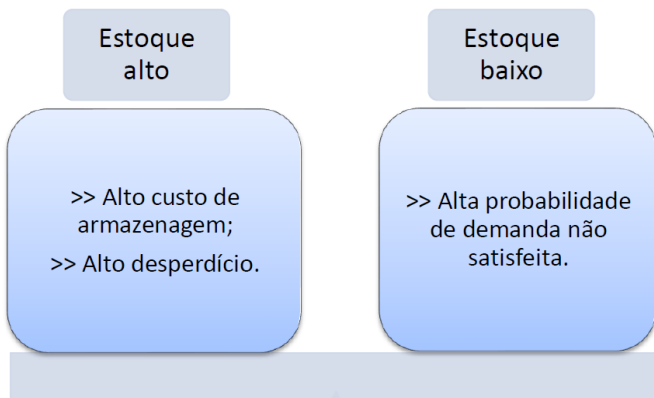 Estoque
alto
Estoque
baixo
>> Alto custo de
armazenagem;
>> Alto desperdício.
>> Alta probabilidade
de demanda não
satisfeita.